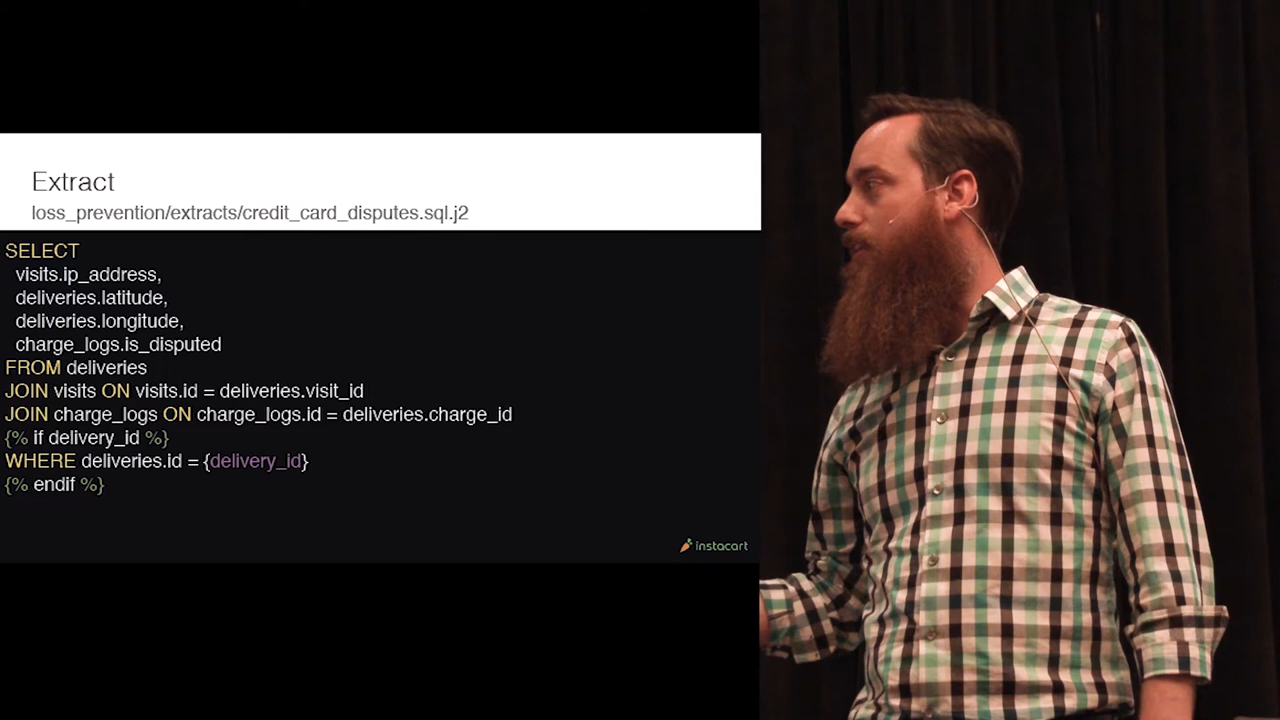 Extract
loss_prevention/extracts/credit_card_disputes.sql.j2
SELECT
visits.ip_address,
deliveries.latitude,
deliveries.longitude,
charge_logs.is_disputed
FROM deliveries
JOIN visits ON visits.id = deliveries.visit_id
JOIN charge_logs ON charge_logs.id = deliveries.charge_id
{% if delivery_id %}
WHERE deliveries.id = {delivery_id}
{% endif %}
instacart